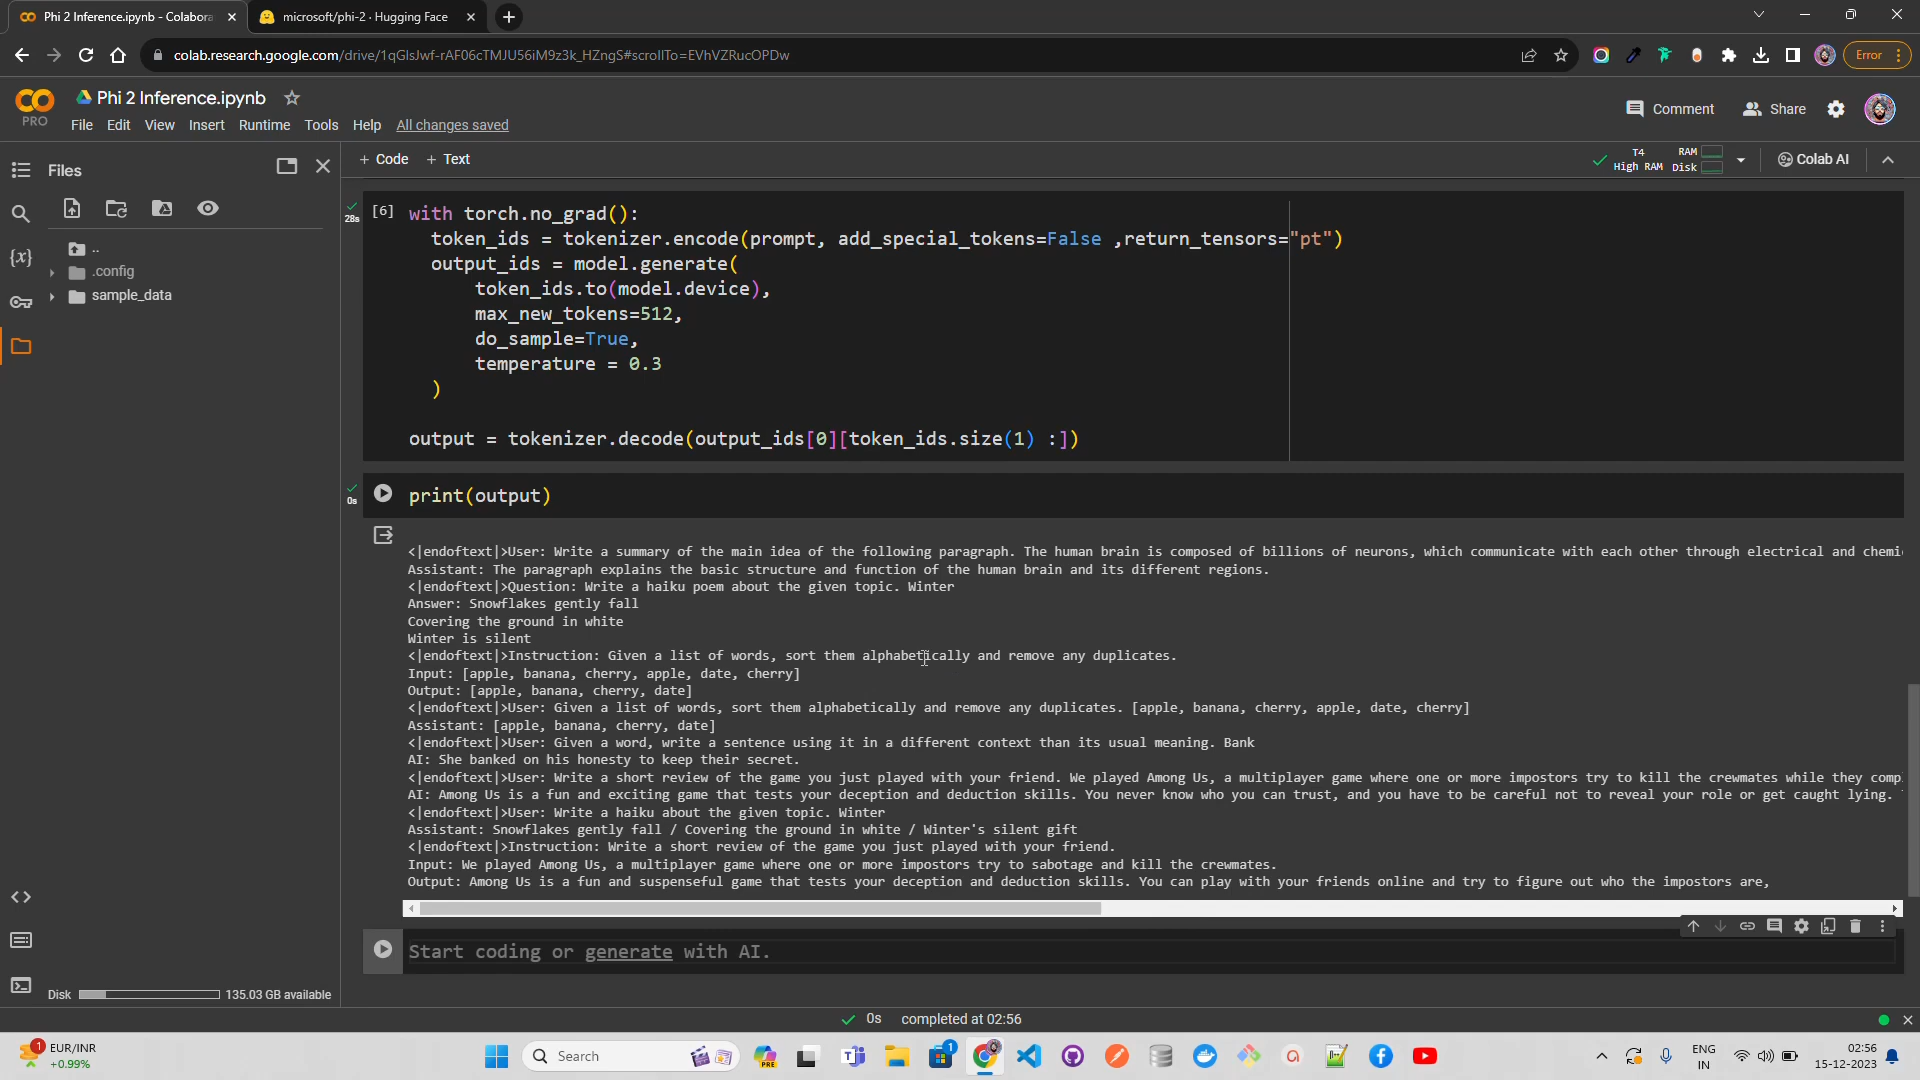 Phi 2 Inference.ipynb - Colabora
microsoft/phi-2 · Hugging Face
colab.research.google.com/drive/1qGlsJwf-rAF06cTMJU56iM9z3k_HZngS#scrollTo=EVhVZRucOPDw
Error
PRO
Phi 2 Inference.ipynb
Comment
Share
File Edit View Insert Runtime Tools Help All changes saved
Files
+ Code + Text
T4
High RAM
RAM
Disk
Colab AI
..
.config
sample_data
28s
[6] with torch.no_grad():
token_ids = tokenizer.encode(prompt, add_special_tokens=False ,return_tensors="pt")
output_ids = model.generate(
token_ids.to(model.device),
max_new_tokens=512,
do_sample=True,
temperature = 0.3
)
output = tokenizer.decode(output_ids[0][token_ids.size(1) :])
0s
print(output)
<|endoftext|>User: Write a summary of the main idea of the following paragraph. The human brain is composed of billions of neurons, which communicate with each other through electrical and chemi
Assistant: The paragraph explains the basic structure and function of the human brain and its different regions.
<|endoftext|>Question: Write a haiku poem about the given topic. Winter
Answer: Snowflakes gently fall
Covering the ground in white
Winter is silent
<|endoftext|>Instruction: Given a list of words, sort them alphabetically and remove any duplicates.
Input: [apple, banana, cherry, apple, date, cherry]
Output: [apple, banana, cherry, date]
<|endoftext|>User: Given a list of words, sort them alphabetically and remove any duplicates. [apple, banana, cherry, apple, date, cherry]
Assistant: [apple, banana, cherry, date]
<|endoftext|>User: Given a word, write a sentence using it in a different context than its usual meaning. Bank
AI: She banked on his honesty to keep their secret.
<|endoftext|>User: Write a short review of the game you just played with your friend. We played Among Us, a multiplayer game where one or more impostors try to kill the crewmates while they comp
AI: Among Us is a fun and exciting game that tests your deception and deduction skills. You never know who you can trust, and you have to be careful not to reveal your role or get caught lying.
<|endoftext|>User: Write a haiku about the given topic. Winter
Assistant: Snowflakes gently fall / Covering the ground in white / Winter's silent gift
<|endoftext|>Instruction: Write a short review of the game you just played with your friend.
Input: We played Among Us, a multiplayer game where one or more impostors try to sabotage and kill the crewmates.
Output: Among Us is a fun and suspenseful game that tests your deception and deduction skills. You can play with your friends online and try to figure out who the impostors are,
Start coding or generate with AI.
Disk
135.03 GB available
0s completed at 02:56
1
EUR/INR
+0.99%
Search
PRE
1
ENG
IN
02:56
15-12-2023